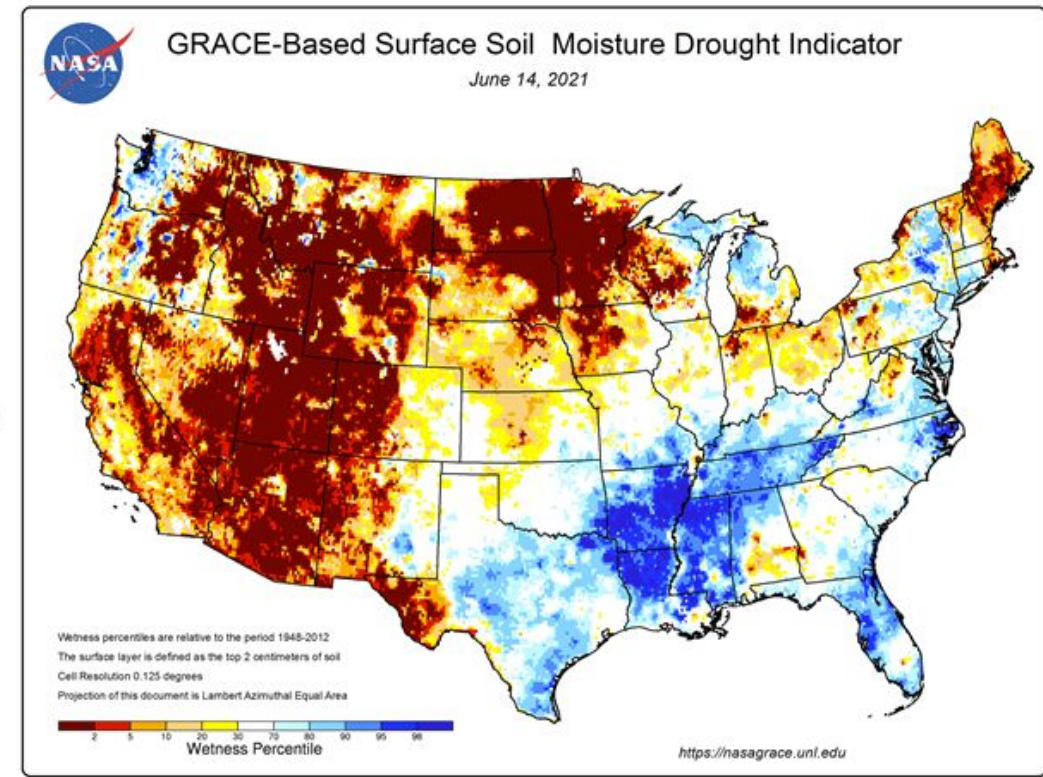 NASA
GRACE-Based Surface Soil Moisture Drought Indicator
June 14, 2021
Wetness percentiles are relative to the period 1948-2012
The surface layer is defined as the top 2 centimeters of soil
Cell Resolution 0.125 degrees
Projection of this document is Lambert Azimuthal Equal Area
2 5 10 20 30 70 80 90 95 98
Wetness Percentile
https://nasagrace.unl.edu